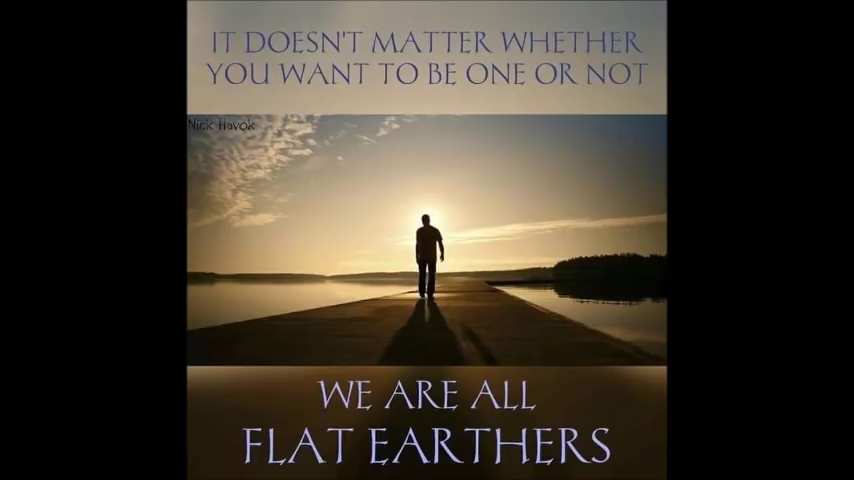 IT DOESN'T MATTER WHETHER
YOU WANT TO BE ONE OR NOT
Nick Havok
WE ARE ALL
FLAT EARTHERS